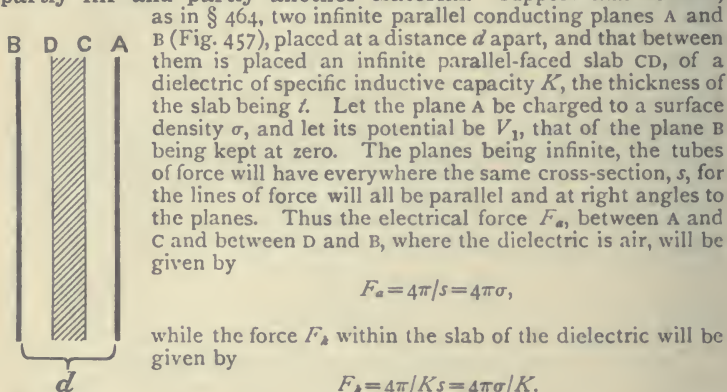 as in § 464, two infinite parallel conducting planes A and
B (Fig. 457), placed at a distance d apart, and that between
them is placed an infinite parallel-faced slab CD, of a
dielectric of specific inductive capacity K, the thickness of
the slab being t. Let the plane A be charged to a surface
density σ, and let its potential be V₁, that of the plane B
being kept at zero. The planes being infinite, the tubes
of force will have everywhere the same cross-section, s, for
the lines of force will all be parallel and at right angles to
the planes. Thus the electrical force Fₐ, between A and
C and between D and B, where the dielectric is air, will be
given by
Fₐ=4π/s=4πσ,
while the force Fₖ within the slab of the dielectric will be
given by
Fₖ=4π/Ks=4πσ/K.
B D C A
d